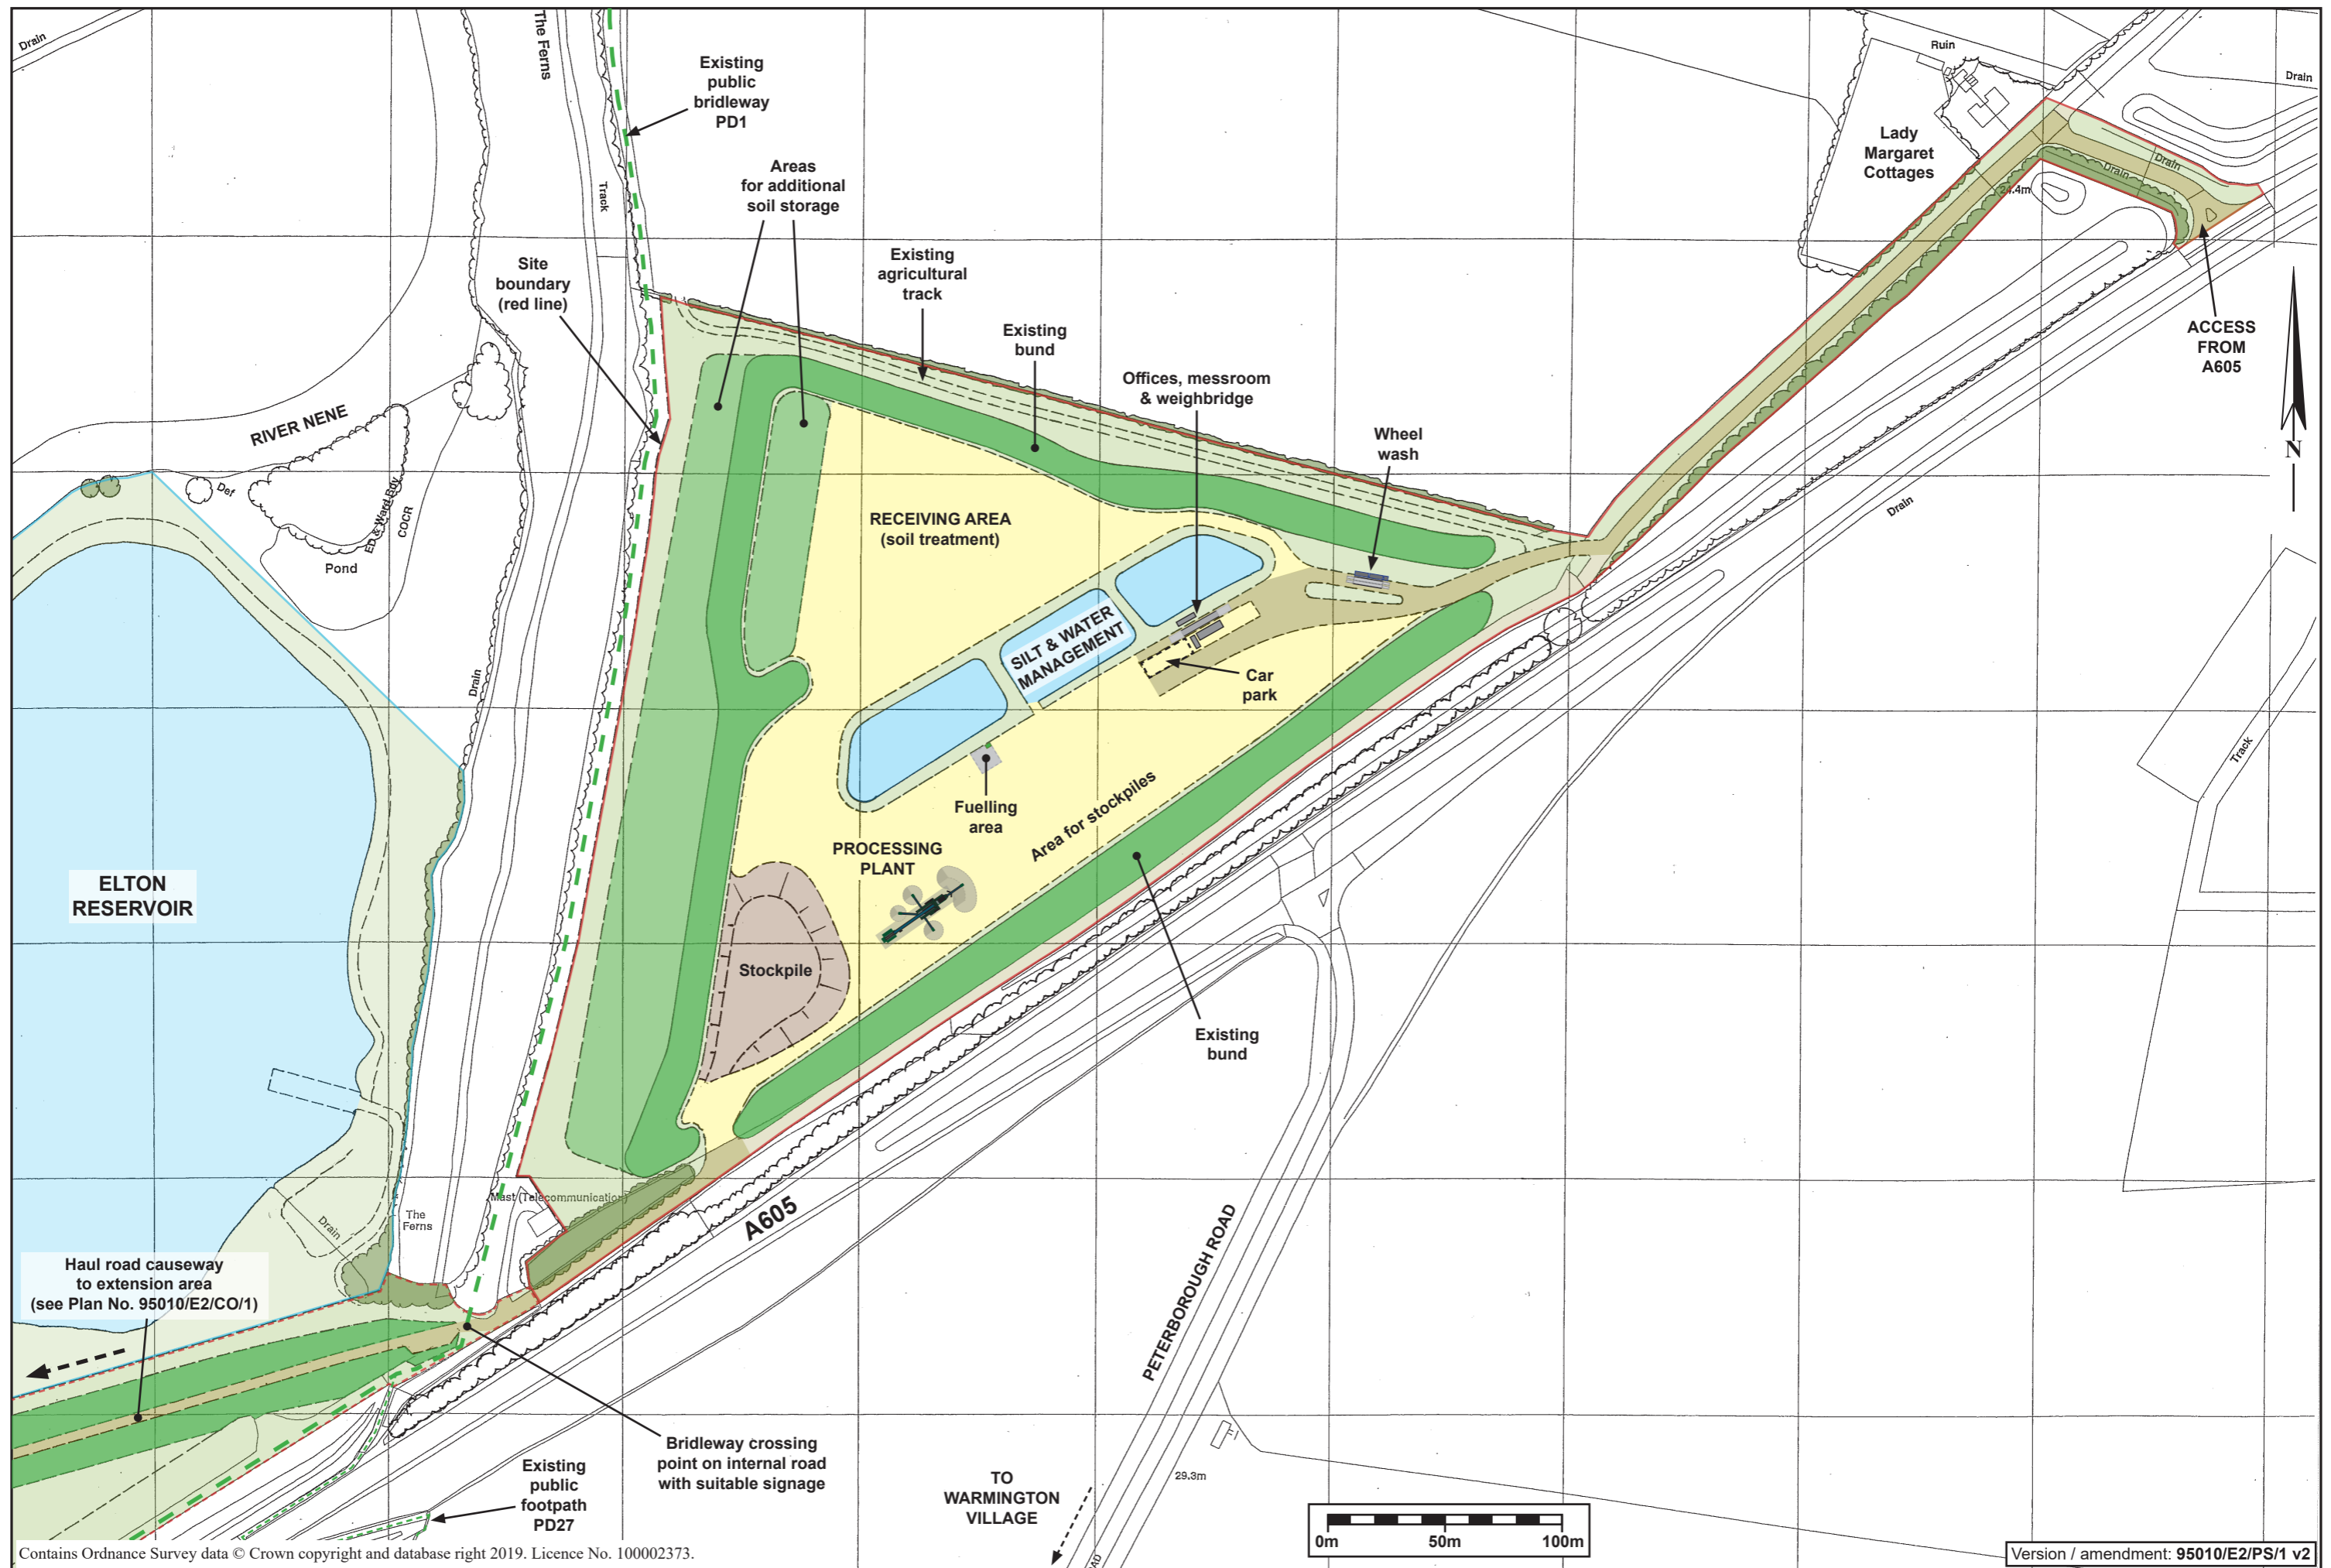 Drain
The Ferns
Existing
public
bridleway
PD1
Ruin
Drain
Lady
Margaret
Cottages
Drain
Drain
24.4m
Areas
for additional
soil storage
Track
Site
boundary
(red line)
Existing
agricultural
track
Existing
bund
ACCESS
FROM
A605
Offices, messroom
& weighbridge
Wheel
wash
N
RIVER NENE
Def
ED & Ward Bdy
COCR
Pond
RECEIVING AREA
(soil treatment)
Drain
SILT & WATER
MANAGEMENT
Car
park
Drain
Track
Fuelling
area
Area for stockpiles
PROCESSING
PLANT
ELTON
RESERVOIR
Stockpile
Existing
bund
Mast (Telecommunication)
The
Ferns
Drain
A605
PETERBOROUGH ROAD
Haul road causeway
to extension area
(see Plan No. 95010/E2/CO/1)
Bridleway crossing
point on internal road
with suitable signage
Existing
public
footpath
PD27
TO
WARMINGTON
VILLAGE
29.3m
0m 50m 100m
Contains Ordnance Survey data © Crown copyright and database right 2019. Licence No. 100002373.
Version / amendment: 95010/E2/PS/1 v2